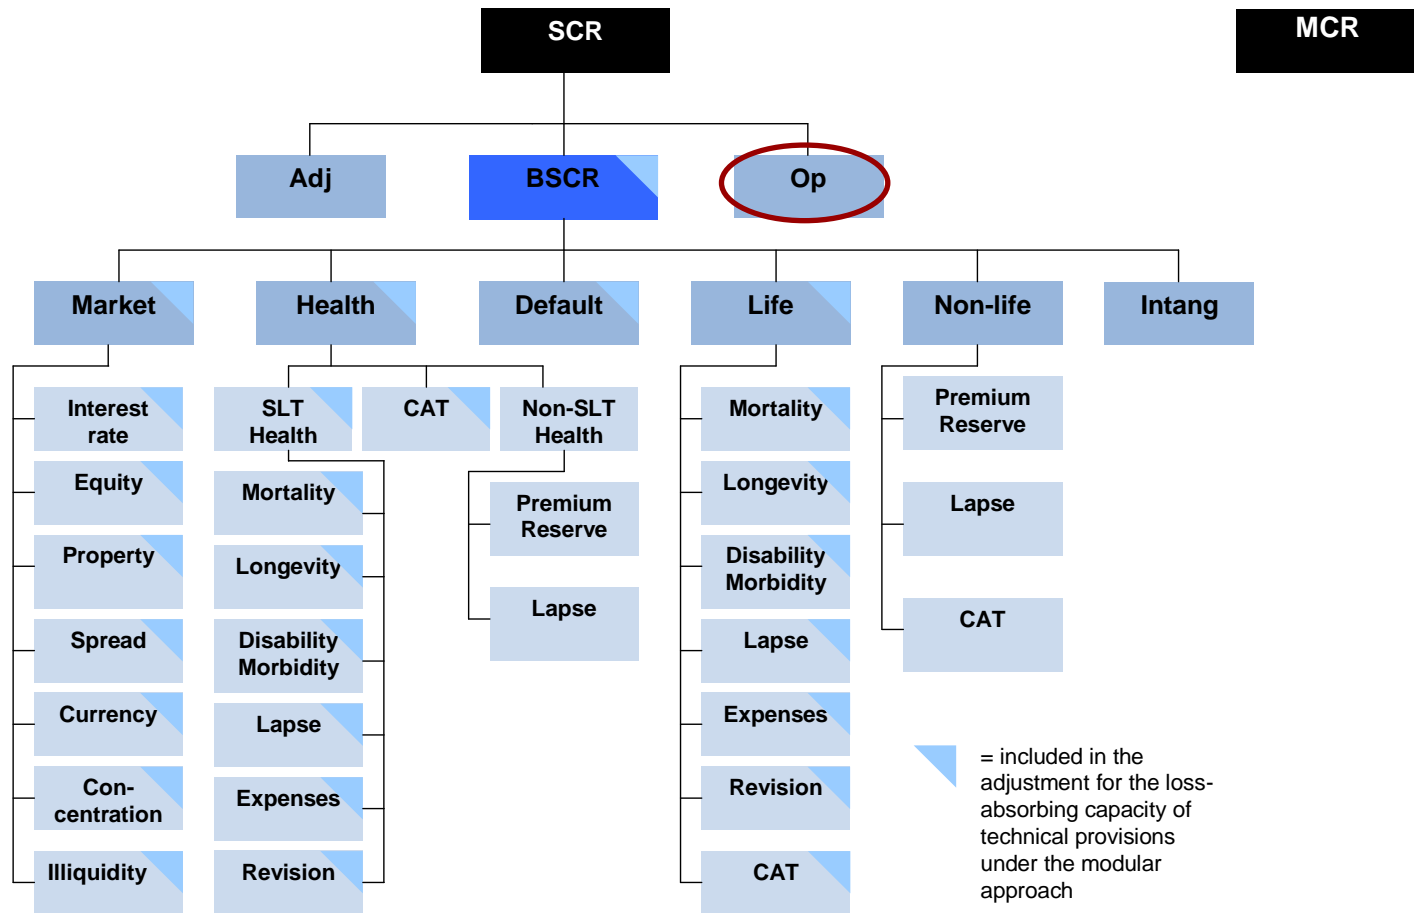 SCR
MCR
Adj
BSCR
Op
Market
Health
Default
Life
Non-life
Intang
Interest
rate
Equity
Property
Spread
Currency
Con-
centration
Illiquidity
SLT
Health
CAT
Non-SLT
Health
Mortality
Longevity
Disability
Morbidity
Lapse
Expenses
Revision
Premium
Reserve
Lapse
Mortality
Longevity
Disability
Morbidity
Lapse
Expenses
Revision
CAT
Premium
Reserve
Lapse
CAT
= included in the
adjustment for the loss-
absorbing capacity of
technical provisions
under the modular
approach